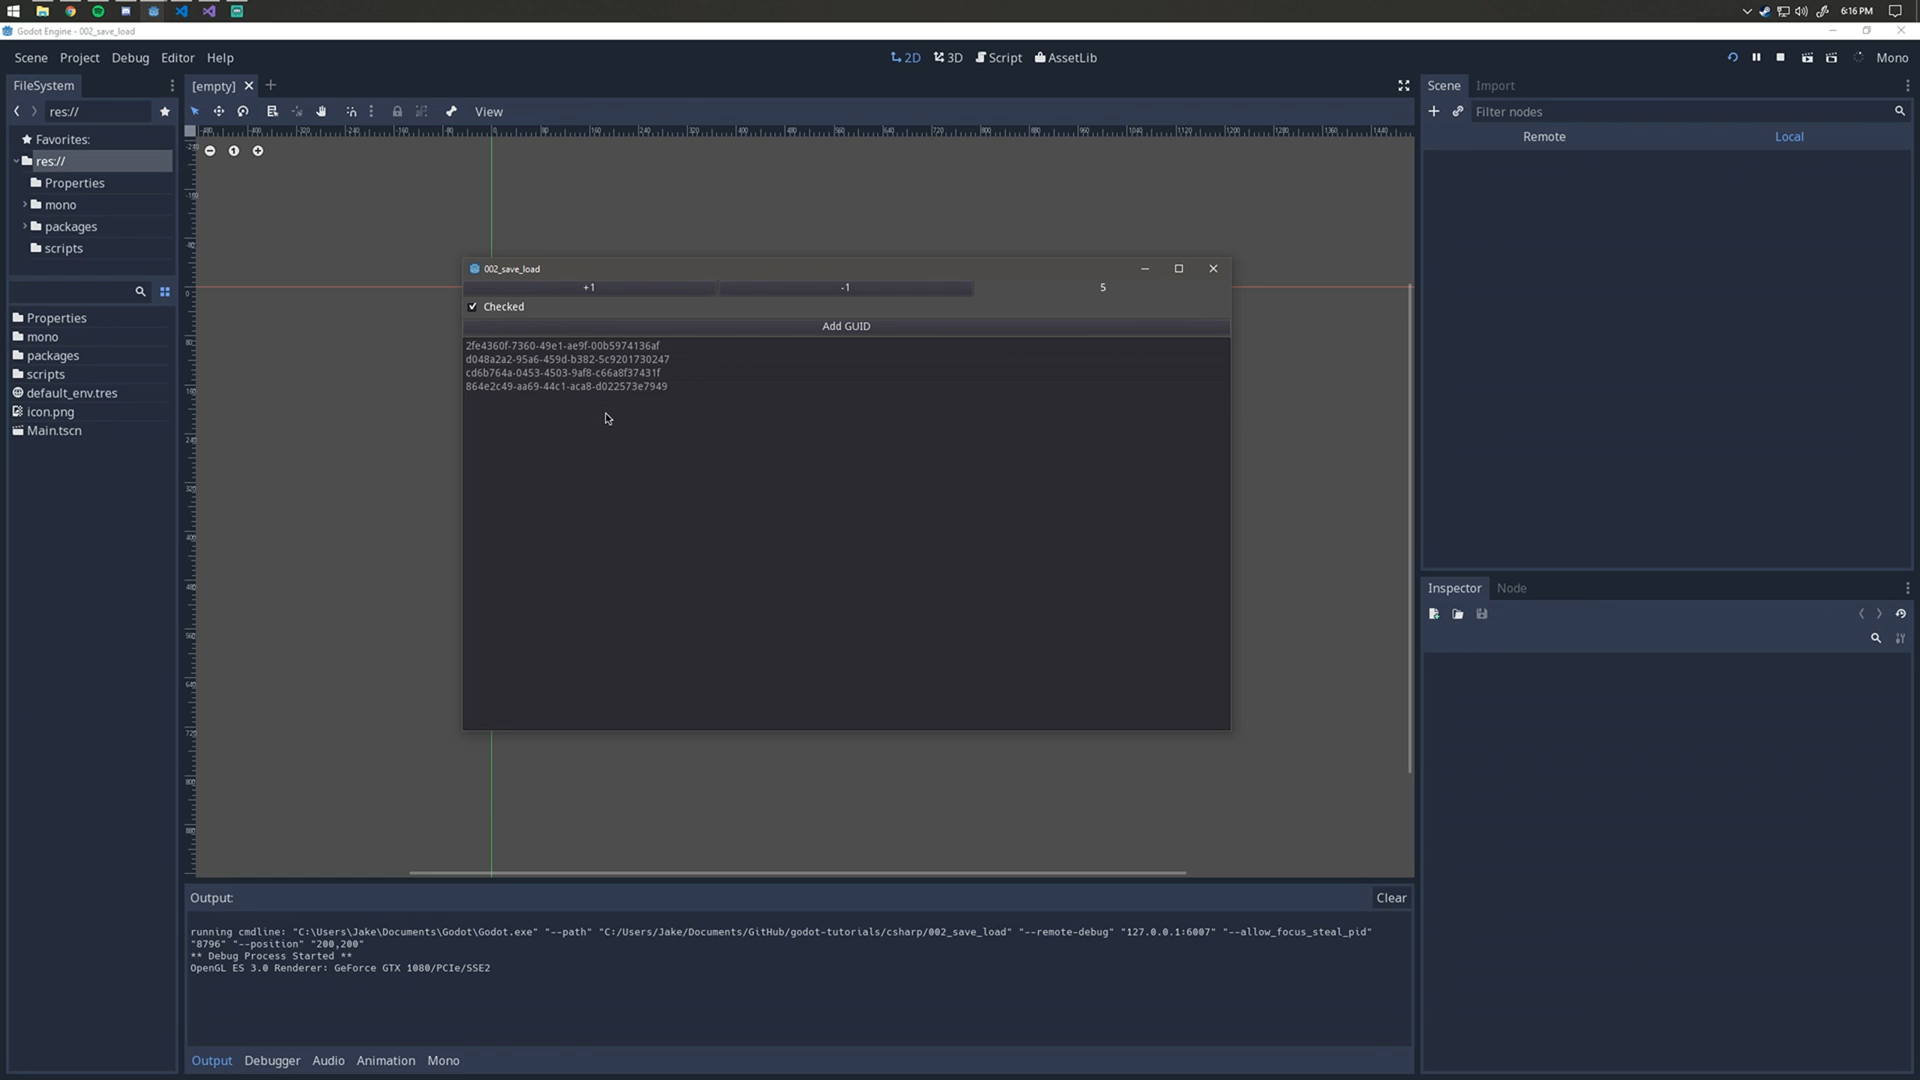 6:16 PM
Godot Engine - 002_save_load
Scene Project Debug Editor Help
2D 3D Script AssetLib
Mono
FileSystem
[empty]
Scene Import
res://
View
Filter nodes
Favorites:
Remote Local
res://
Properties
mono
packages
scripts
002_save_load
+1 -1 5
Checked
Add GUID
2fe4360f-7360-49e1-ae9f-00b5974136af
d048a2a2-95a6-459d-b382-5c9201730247
cd6b764a-0453-4503-9af8-c66a8f37431f
864e2c49-aa69-44c1-aca8-d022573e7949
Properties
mono
packages
scripts
default_env.tres
icon.png
Main.tscn
Inspector Node
Output:
Clear
running cmdline: "C:\Users\Jake\Documents\Godot\Godot.exe" "--path" "C:/Users/Jake/Documents/GitHub/godot-tutorials/csharp/002_save_load" "--remote-debug" "127.0.0.1:6007" "--allow_focus_steal_pid"
"8796" "--position" "200,200"
** Debug Process Started **
OpenGL ES 3.0 Renderer: GeForce GTX 1080/PCIe/SSE2
Output Debugger Audio Animation Mono